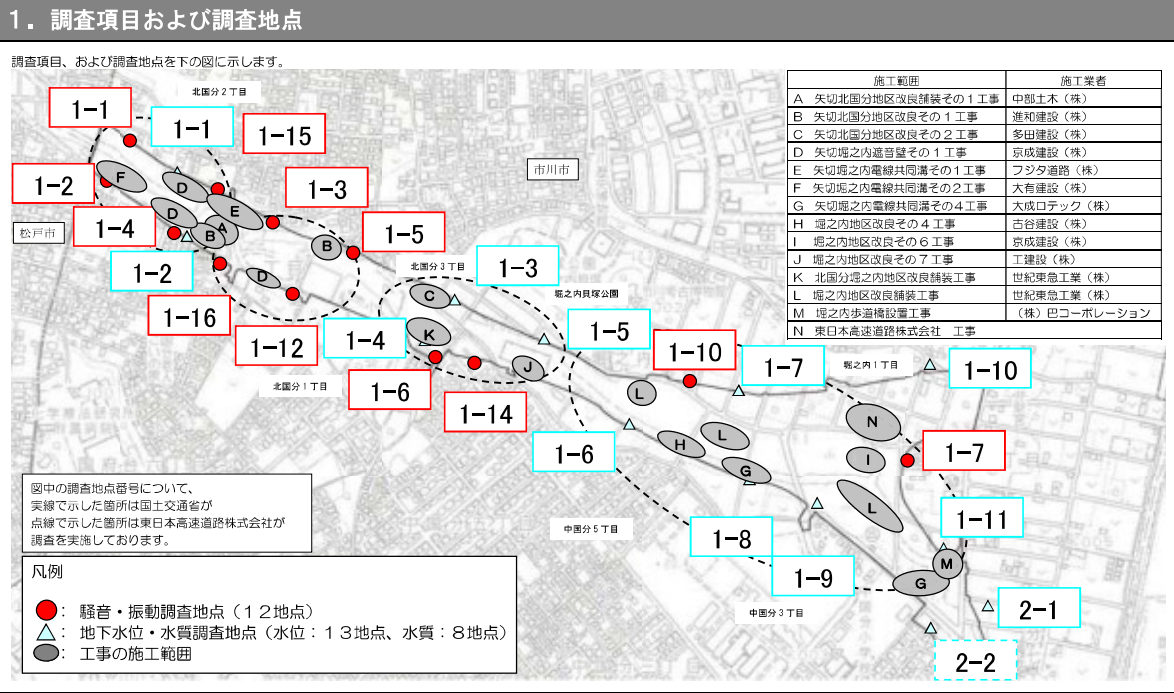 1．調査項目および調査地点
調査項目、および調査地点を下の図に示します。
施工範囲 施工業者
A 矢切北国分地区改良舗装その１工事 中部土木（株）
B 矢切北国分地区改良その１工事 進和建設（株）
C 矢切北国分地区改良その２工事 多田建設（株）
D 矢切堀之内遮音壁その１工事 京成建設（株）
E 矢切堀之内電線共同溝その１工事 フジタ道路（株）
F 矢切堀之内電線共同溝その２工事 大有建設（株）
G 矢切堀之内電線共同溝その４工事 大成ロテック（株）
H 堀之内地区改良その４工事 古谷建設（株）
I 堀之内地区改良その６工事 京成建設（株）
J 堀之内地区改良その７工事 工建設（株）
K 北国分堀之内地区改良舗装工事 世紀東急工業（株）
L 堀之内地区改良舗装工事 世紀東急工業（株）
M 堀之内歩道橋設置工事 （株）巴コーポレーション
N 東日本高速道路株式会社 工事
北国分２丁目
1−1
1−1
1−15
市川市
1−2
F
D
1−3
D
E
A
B
松戸市
1−4
B
1−5
1−2
北国分３丁目
1−3
D
C
堀之内貝塚公園
1−16
1−12
1−4
K
1−5
1−10
1−7
堀之内１丁目
1−10
北国分１丁目
1−6
J
1−14
L
N
1−6
H
L
G
I
1−7
L
中国分５丁目
1−8
1−11
1−9
M
G
中国分３丁目
2−1
2−2
図中の調査地点番号について、
実線で示した箇所は国土交通省が
点線で示した箇所は東日本高速道路株式会社が
調査を実施しております。
凡例
： 騒音・振動調査地点（１２地点）
： 地下水位・水質調査地点（水位：１３地点、水質：８地点）
： 工事の施工範囲